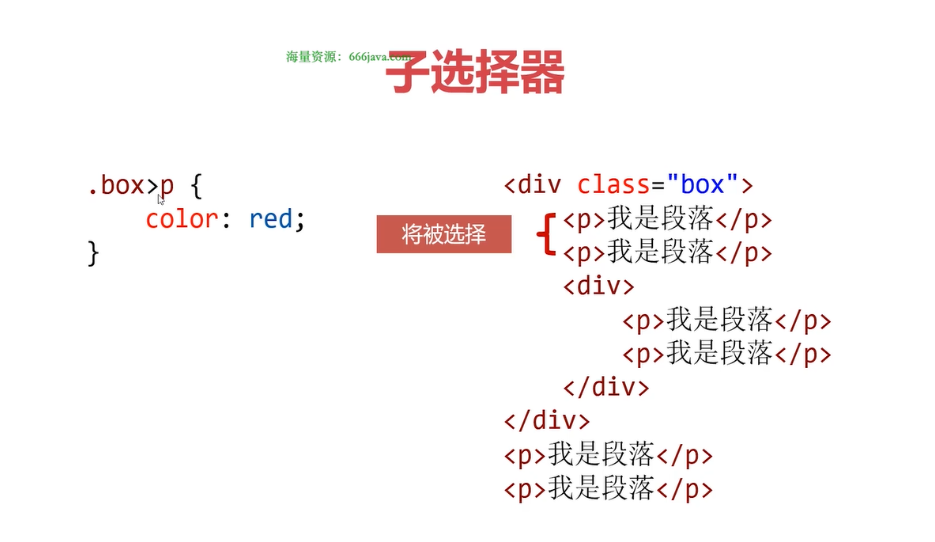 海量资源：666java.com
子选择器
.box>p {
color: red;
}
将被选择
<div class="box">
<p>我是段落</p>
<p>我是段落</p>
<div>
<p>我是段落</p>
<p>我是段落</p>
</div>
</div>
<p>我是段落</p>
<p>我是段落</p>